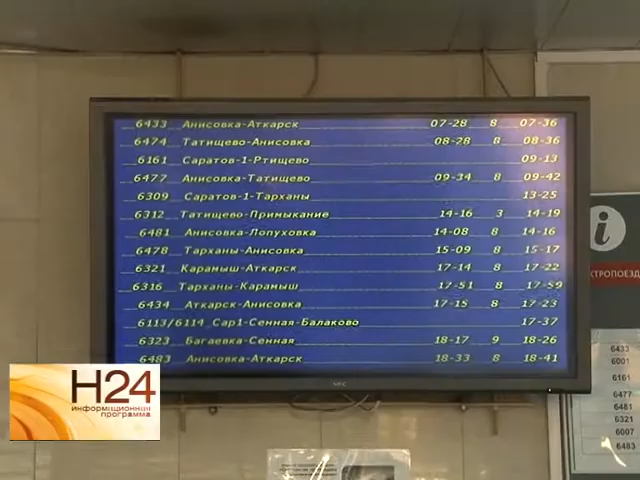 6433 Анисовка-Аткарск 07-28 8 07-36
6474 Татищево-Анисовка 08-28 8 08-36
6161 Саратов-1-Ртищево 09-13
6477 Анисовка-Татищево 09-34 8 09-42
6309 Саратов-1-Тарханы 13-25
6312 Татищево-Примыкание 14-16 3 14-19
6481 Анисовка-Лопуховка 14-08 8 14-16
6478 Тарханы-Анисовка 15-09 8 15-17
6321 Карамыш-Аткарск 17-14 8 17-22
6316 Тарханы-Карамыш 17-51 8 17-59
6434 Аткарск-Анисовка 17-15 8 17-23
6113/6114 Сар1-Сенная-Балаково 17-37
6323 Багаевка-Сенная 18-17 9 18-26
6483 Анисовка-Аткарск 18-33 8 18-41
NEC
i
6433
6001
6161
6477
6481
6321
6007
6483
Н24
информационная
программа